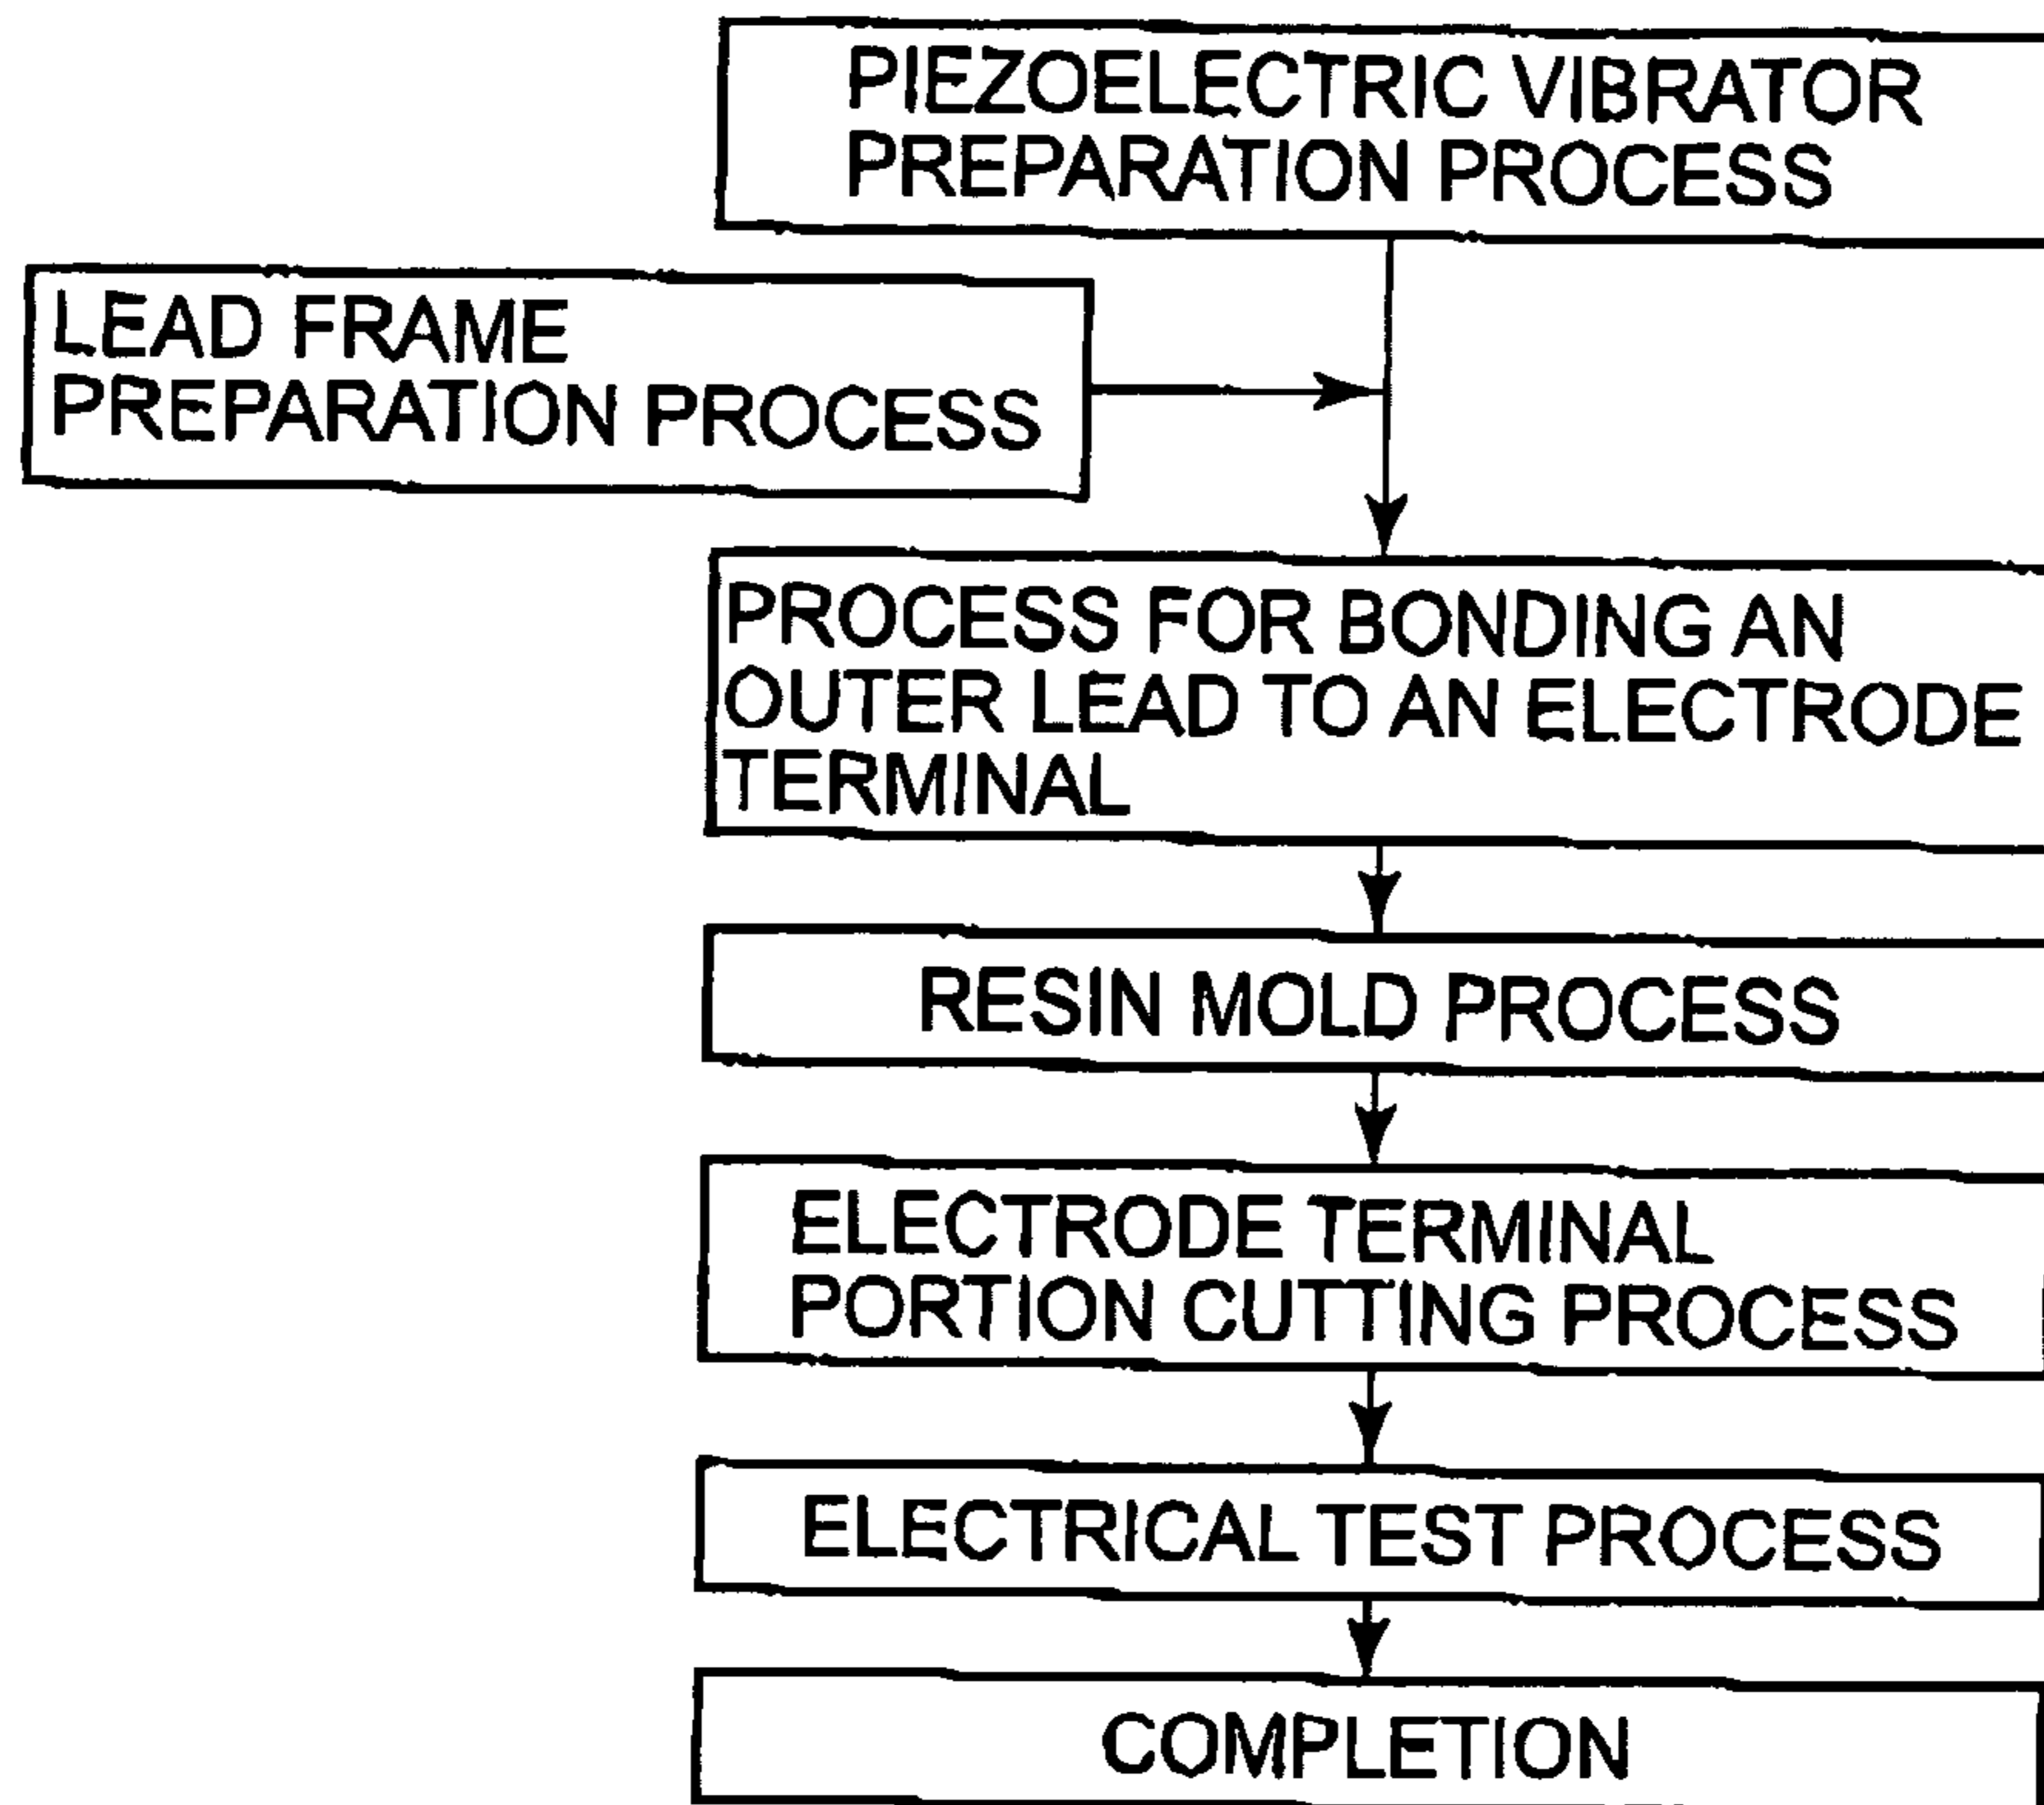 PIEZOELECTRIC VIBRATOR
PREPARATION PROCESS
LEAD FRAME
PREPARATION PROCESS
PROCESS FOR BONDING AN
OUTER LEAD TO AN ELECTRODE
TERMINAL
RESIN MOLD PROCESS
ELECTRODE TERMINAL
PORTION CUTTING PROCESS
ELECTRICAL TEST PROCESS
COMPLETION